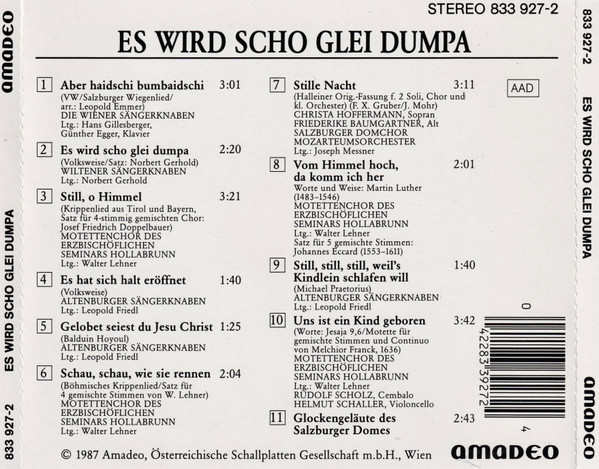 STEREO 833 927-2
ES WIRD SCHO GLEI DUMPA
1 Aber haidschi bumbaidschi 3:01
(VW/Salzburger Wiegenlied/
arr.: Leopold Emmer)
DIE WIENER SÄNGERKNABEN
Ltg.: Hans Gillesberger,
Günther Egger, Klavier
2 Es wird scho glei dumpa 2:20
(Volksweise/Satz: Norbert Gerhold)
WILTENER SÄNGERKNABEN
Ltg.: Norbert Gerhold
3 Still, o Himmel 3:21
(Krippenlied aus Tirol und Bayern,
Satz für 4-stimmig gemischten Chor:
Josef Friedrich Doppelbauer)
MOTETTENCHOR DES
ERZBISCHÖFLICHEN
SEMINARS HOLLABRUNN
Ltg.: Walter Lehner
4 Es hat sich halt eröffnet 1:40
(Volksweise)
ALTENBURGER SÄNGERKNABEN
Ltg.: Leopold Friedl
5 Gelobet seiest du Jesu Christ 1:25
(Balduin Hoyoul)
ALTENBURGER SÄNGERKNABEN
Ltg.: Leopold Friedl
6 Schau, schau, wie sie rennen 2:04
(Böhmisches Krippenlied/Satz für
4 gemischte Stimmen von W. Lehner)
MOTETTENCHOR DES
ERZBISCHÖFLICHEN
SEMINARS HOLLABRUNN
Ltg.: Walter Lehner
7 Stille Nacht 3:11
(Halleiner Orig.-Fassung f. 2 Soli, Chor und
kl. Orchester) (F. X. Gruber/J. Mohr)
CHRISTA HOFFERMANN, Sopran
FRIEDERIKE BAUMGARTNER, Alt
SALZBURGER DOMCHOR
MOZARTEUMSORCHESTER
Ltg.: Joseph Messner
8 Vom Himmel hoch, 2:01
da komm ich her
Worte und Weise: Martin Luther
(1483–1546)
MOTETTENCHOR DES
ERZBISCHÖFLICHEN
SEMINARS HOLLABRUNN
Ltg.: Walter Lehner
Satz für 5 gemischte Stimmen:
Johannes Eccard (1553–1611)
9 Still, still, still, weil's 1:40
Kindlein schlafen will
(Michael Praetorius)
ALTENBURGER SÄNGERKNABEN
Ltg.: Leopold Friedl
10 Uns ist ein Kind geboren 3:42
(Worte: Jesaja 9,6/Motette für
gemischte Stimmen und Continuo
von Melchior Franck, 1636)
MOTETTENCHOR DES
ERZBISCHÖFLICHEN
SEMINARS HOLLABRUNN
Ltg.: Walter Lehner
RUDOLF SCHOLZ, Cembalo
HELMUT SCHALLER, Violoncello
11 Glockengeläute des 2:43
Salzburger Domes
AAD
0
42283 39272
4
© 1987 Amadeo, Österreichische Schallplatten Gesellschaft m.b.H., Wien
amadeo
amadeo
ES WIRD SCHO GLEI DUMPA
833 927-2
833 927-2
ES WIRD SCHO GLEI DUMPA
amadeo